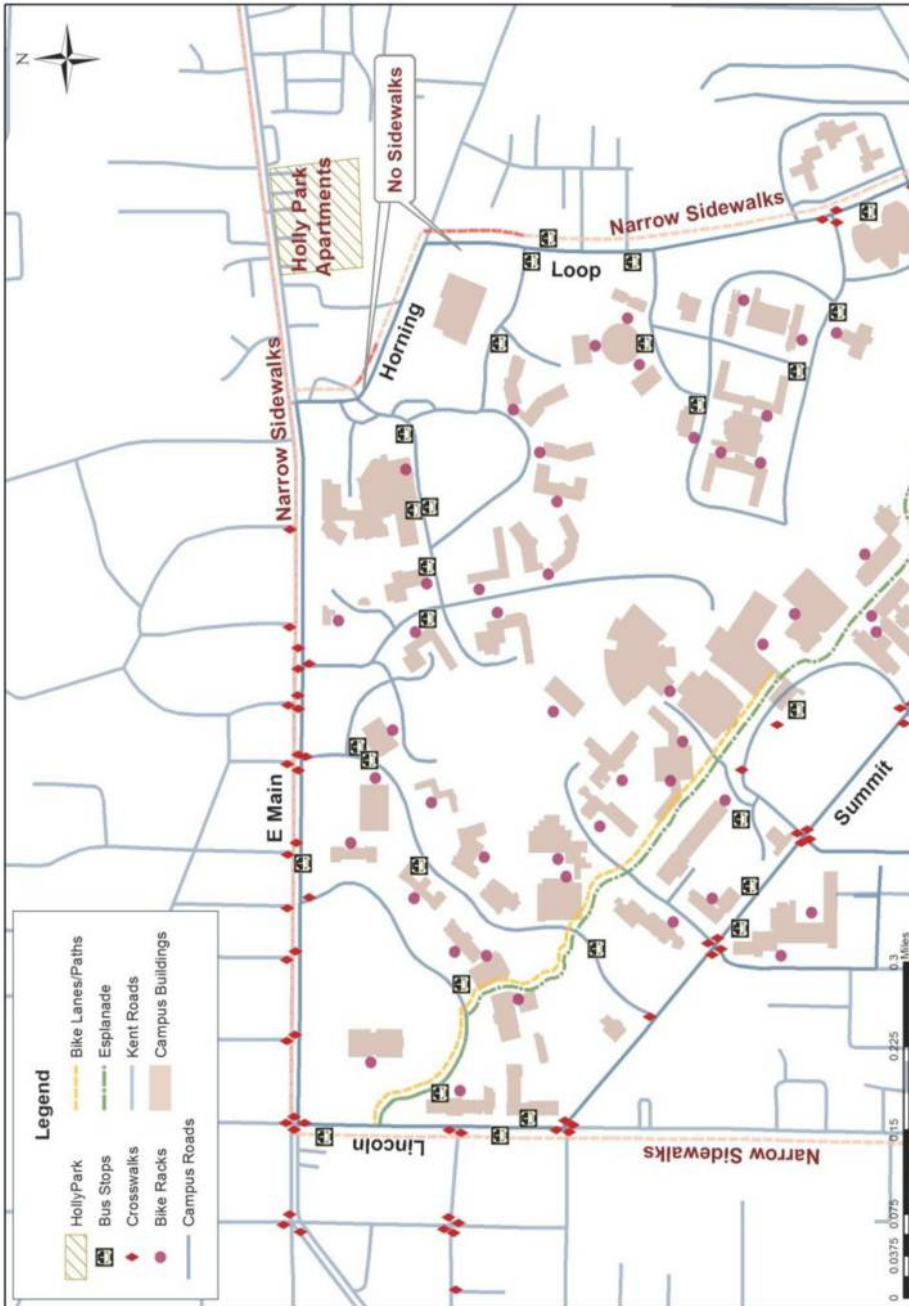 N
Holly Park
Apartments
No Sidewalks
Narrow Sidewalks
Horning
Loop
Narrow Sidewalks
E Main
Lincoln
Narrow Sidewalks
Summit
Legend
HollyPark
Bus Stops
Crosswalks
Bike Racks
Campus Roads
Bike Lanes/Paths
Esplanade
Kent Roads
Campus Buildings
0 0.0375 0.075 0.15 0.225 0.3
Miles